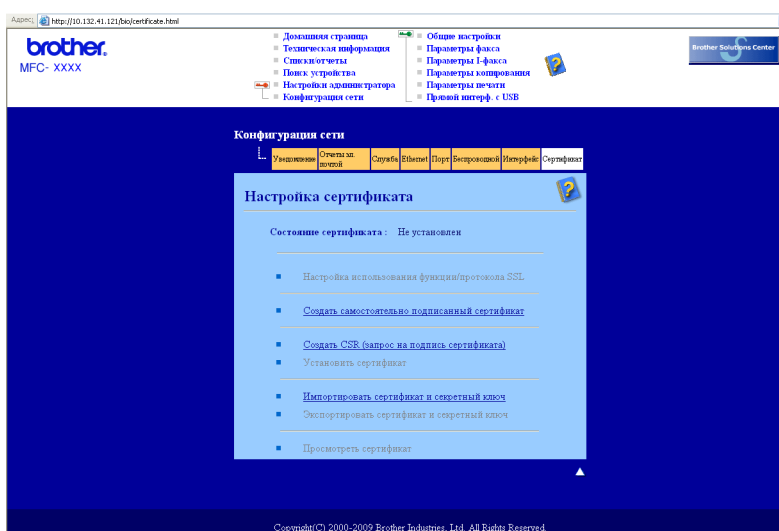 Адрес: http://10.132.41.121/bio/certificate.html
brother.
MFC- XXXX
Домашняя страница
Техническая информация
Списки/отчеты
Поиск устройства
Настройки администратора
Конфигурация сети
Общие настройки
Параметры факса
Параметры I-факса
Параметры копирования
Параметры печати
Прямой интерф. с USB
Brother Solutions Center
Конфигурация сети
Уведомление Отчеты эл. почтой Служба Ethernet Порт Беспроводной Интерфейс Сертификат
Настройка сертификата
Состояние сертификата : Не установлен
Настройка использования функции/протокола SSL
Создать самостоятельно подписанный сертификат
Создать CSR (запрос на подпись сертификата)
Установить сертификат
Импортировать сертификат и секретный ключ
Экспортировать сертификат и секретный ключ
Просмотреть сертификат
Copyright(C) 2000-2009 Brother Industries, Ltd. All Rights Reserved.